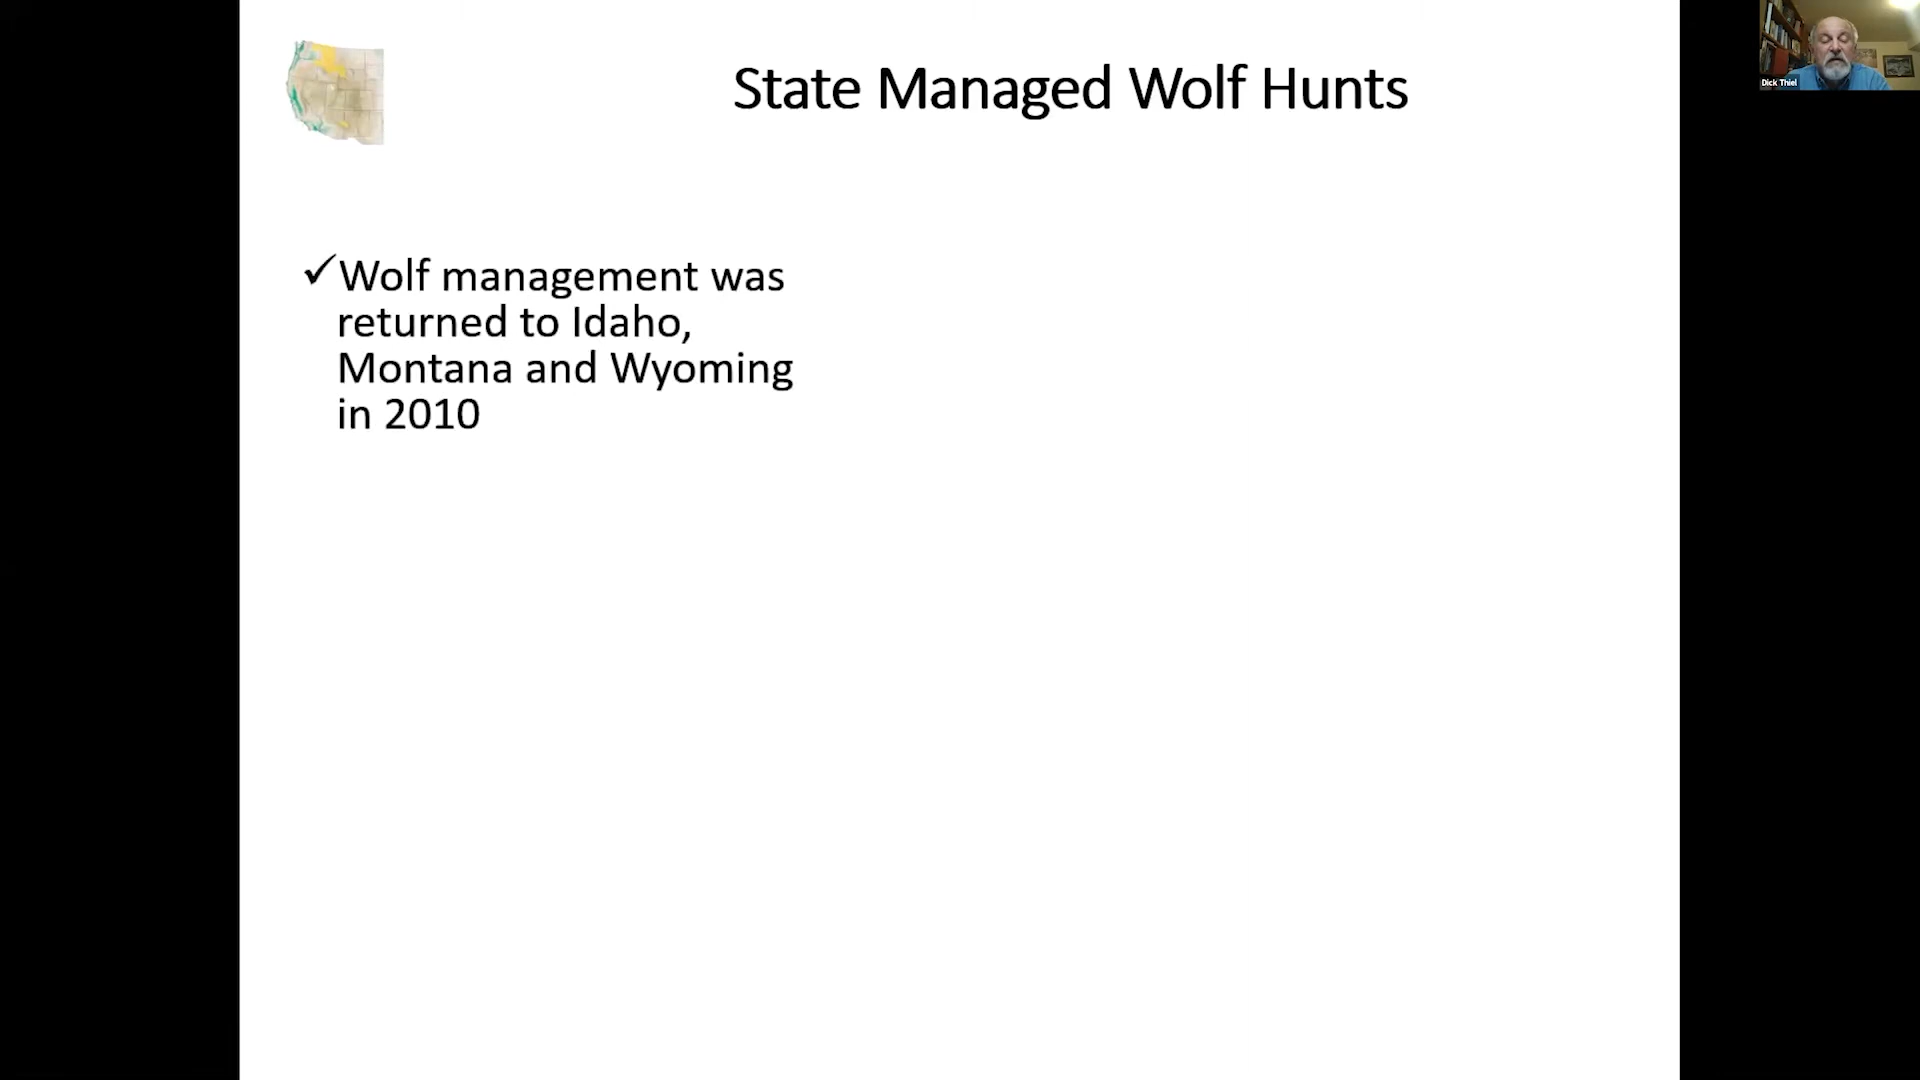 State Managed Wolf Hunts
Dick Thiel
✓Wolf management was
returned to Idaho,
Montana and Wyoming
in 2010